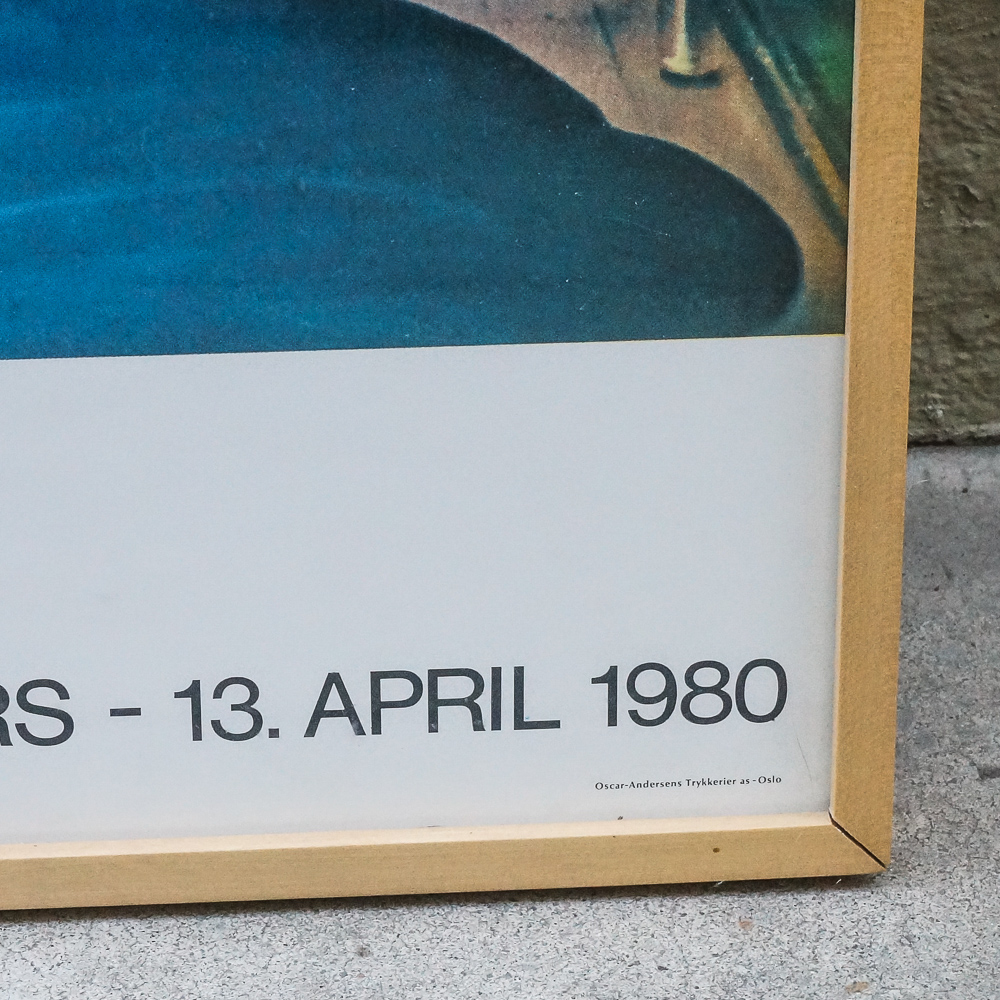 RS - 13. APRIL 1980
Oscar-Andersens Trykkerier as - Oslo